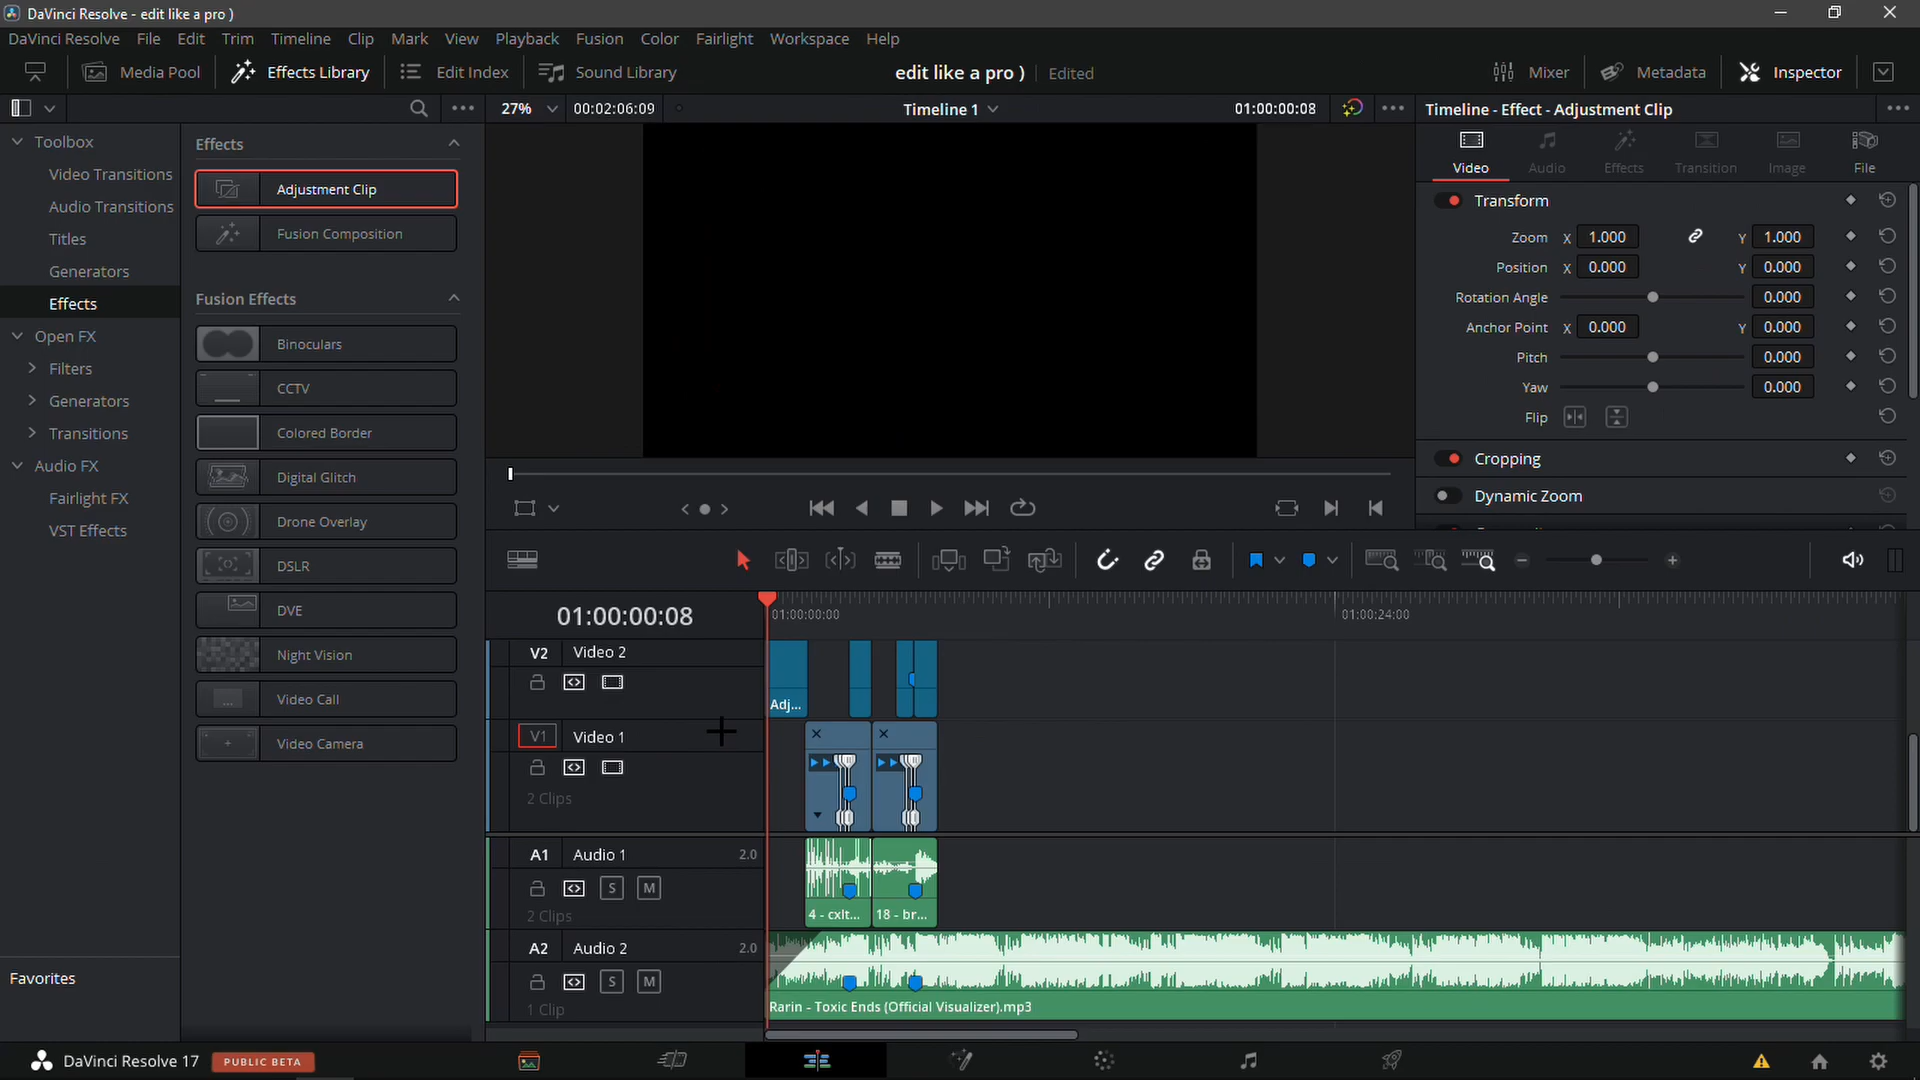 DaVinci Resolve - edit like a pro )
DaVinci Resolve File Edit Trim Timeline Clip Mark View Playback Fusion Color Fairlight Workspace Help
Media Pool Effects Library Edit Index Sound Library edit like a pro ) Edited Mixer Metadata Inspector
27% 00:02:06:09 Timeline 1 01:00:00:08 Timeline - Effect - Adjustment Clip
Toolbox
Video Transitions
Audio Transitions
Titles
Generators
Effects
Open FX
Filters
Generators
Transitions
Audio FX
Fairlight FX
VST Effects
Favorites
Effects
Adjustment Clip
Fusion Composition
Fusion Effects
Binoculars
CCTV
Colored Border
Digital Glitch
Drone Overlay
DSLR
DVE
Night Vision
Video Call
Video Camera
Video Audio Effects Transition Image File
Transform
Zoom X 1.000 Y 1.000
Position X 0.000 Y 0.000
Rotation Angle 0.000
Anchor Point X 0.000 Y 0.000
Pitch 0.000
Yaw 0.000
Flip
Cropping
Dynamic Zoom
01:00:00:08 01:00:00:00 01:00:24:00
V2 Video 2
Adj...
V1 Video 1
2 Clips
A1 Audio 1 2.0
S M
2 Clips
4 - cxlt... 18 - br...
A2 Audio 2 2.0
S M
1 Clip
Rarin - Toxic Ends (Official Visualizer).mp3
DaVinci Resolve 17 PUBLIC BETA